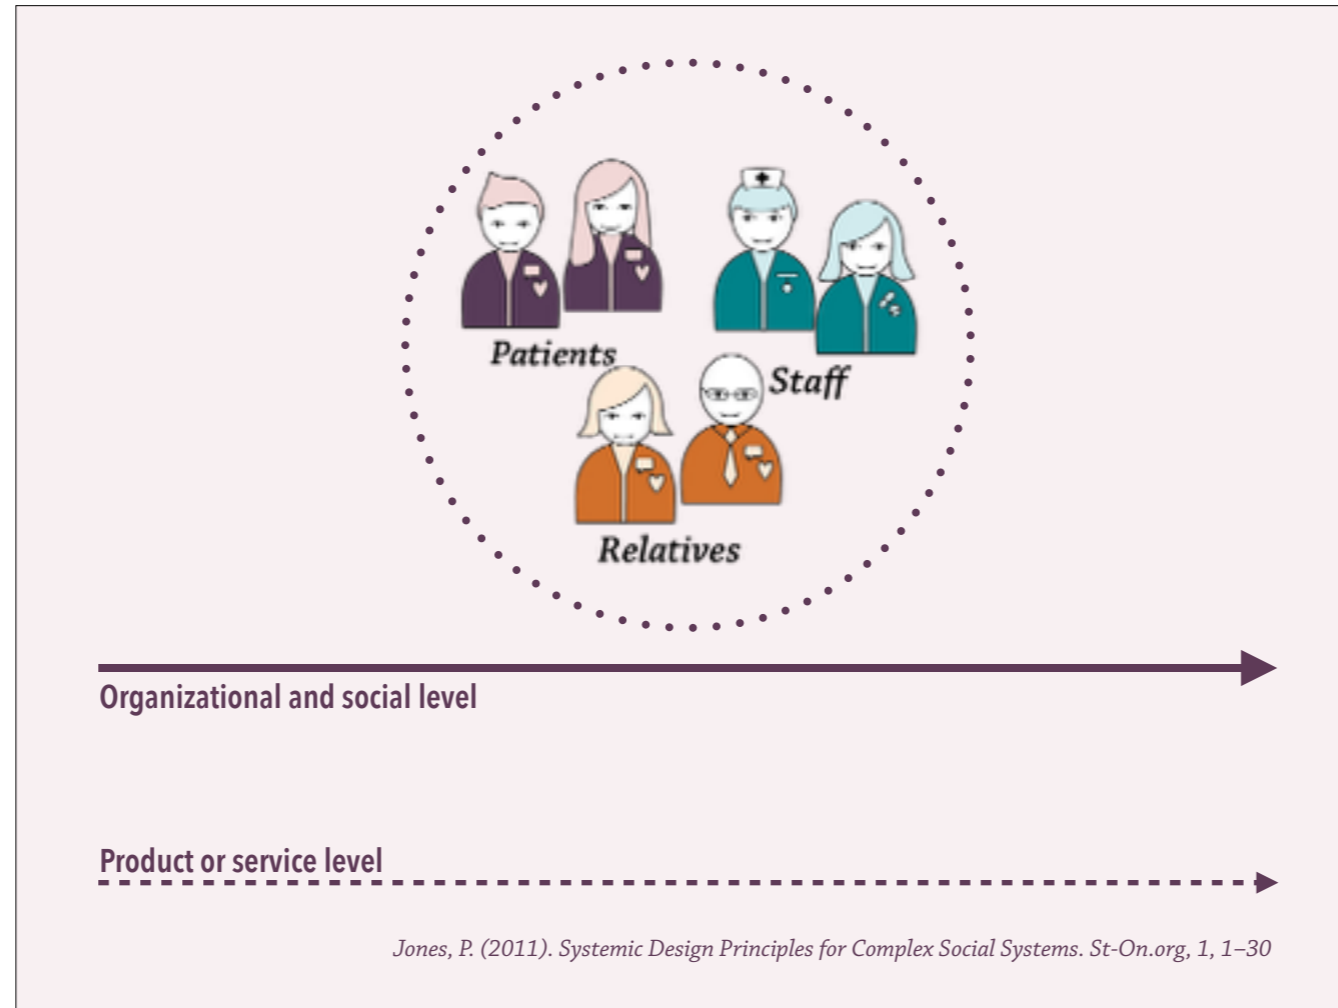 Patients
Staff
Relatives
Organizational and social level
Product or service level
Jones, P. (2011). Systemic Design Principles for Complex Social Systems. St-On.org, 1, 1–30